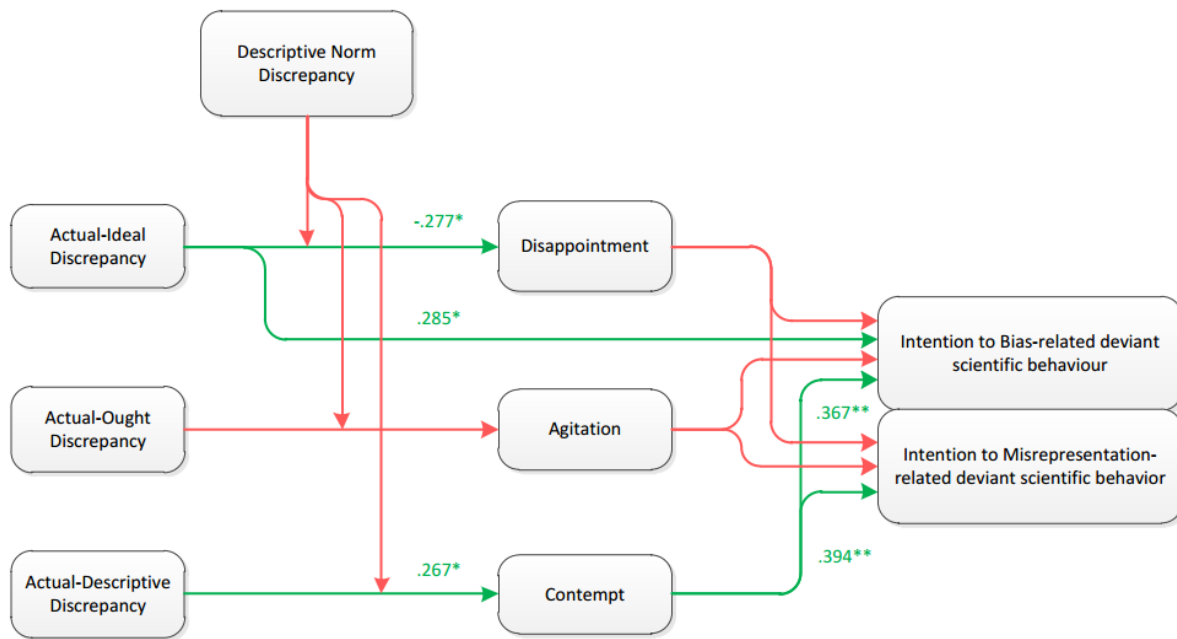 Descriptive Norm
Discrepancy
Actual-Ideal
Discrepancy
-.277*
Disappointment
.285*
Intention to Bias-related deviant
scientific behaviour
Actual-Ought
Discrepancy
Agitation
.367**
Intention to Misrepresentation-
related deviant scientific behavior
Actual-Descriptive
Discrepancy
.267*
Contempt
.394**